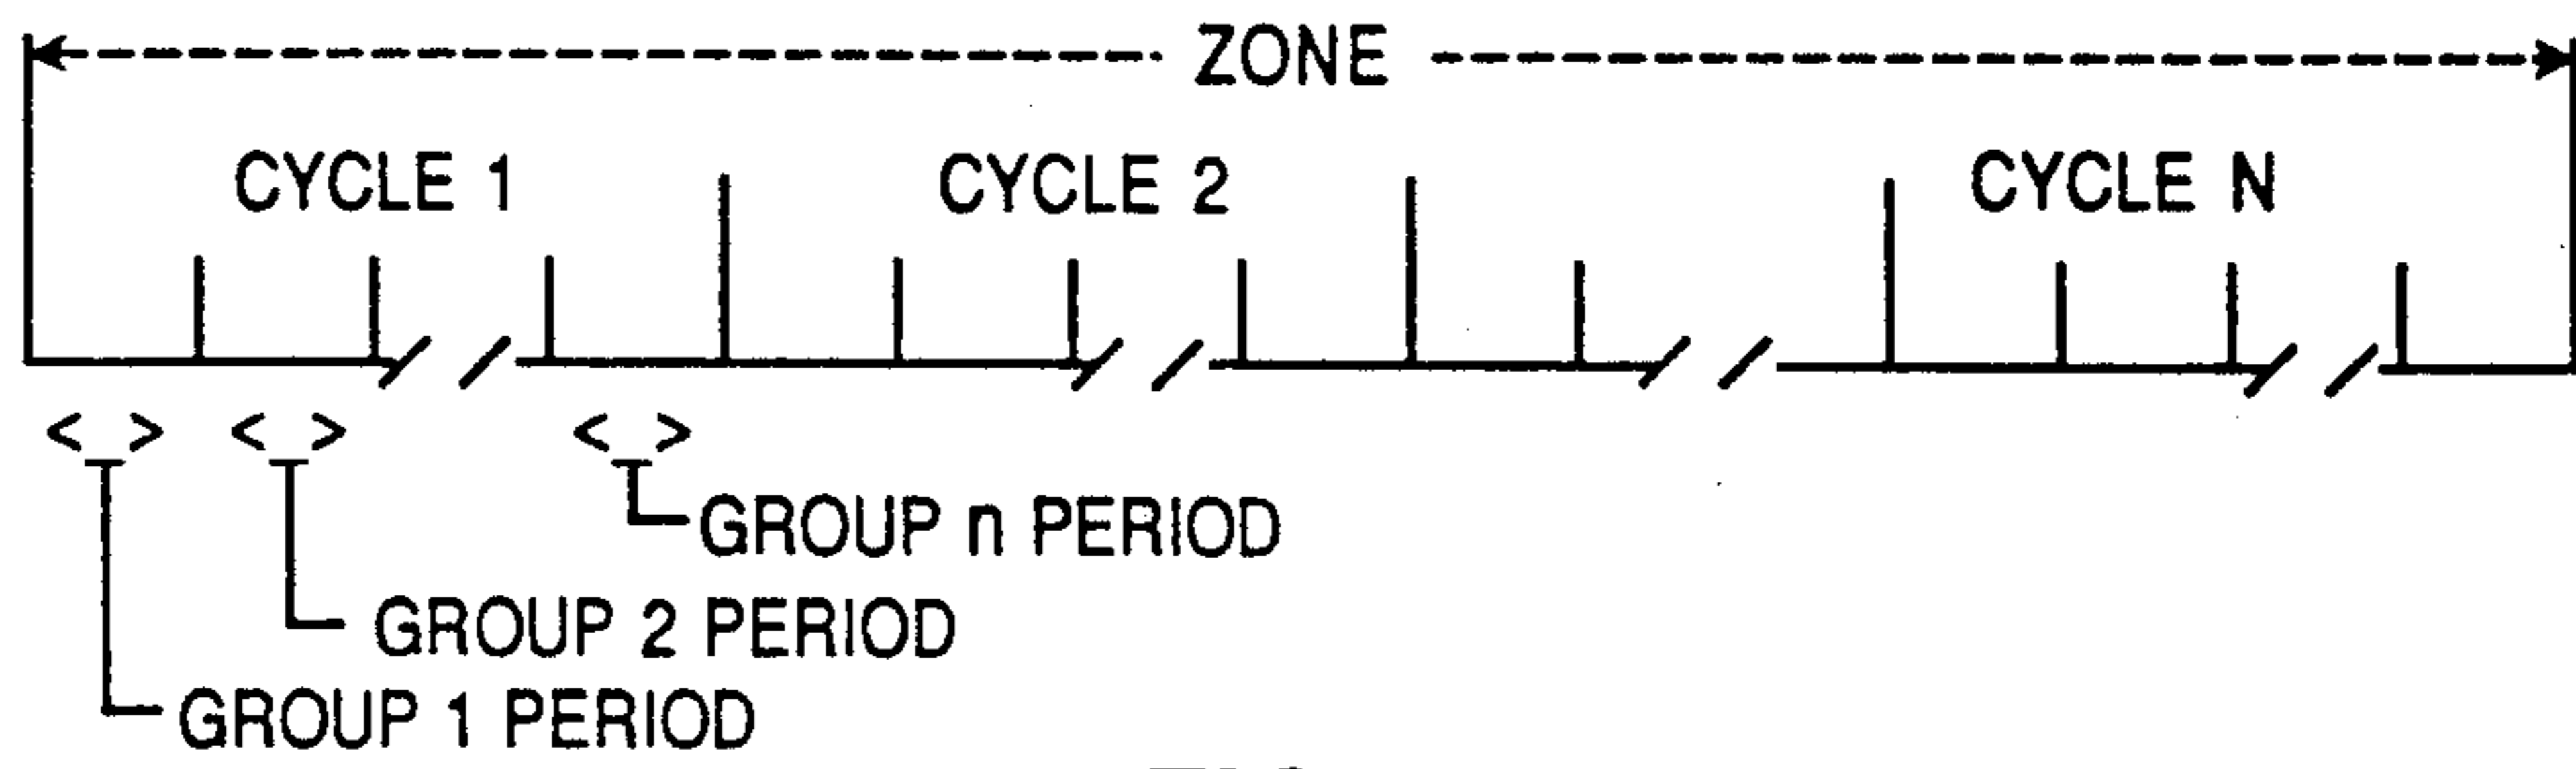 ZONE
CYCLE 1 CYCLE 2 CYCLE N
GROUP n PERIOD
GROUP 2 PERIOD
GROUP 1 PERIOD